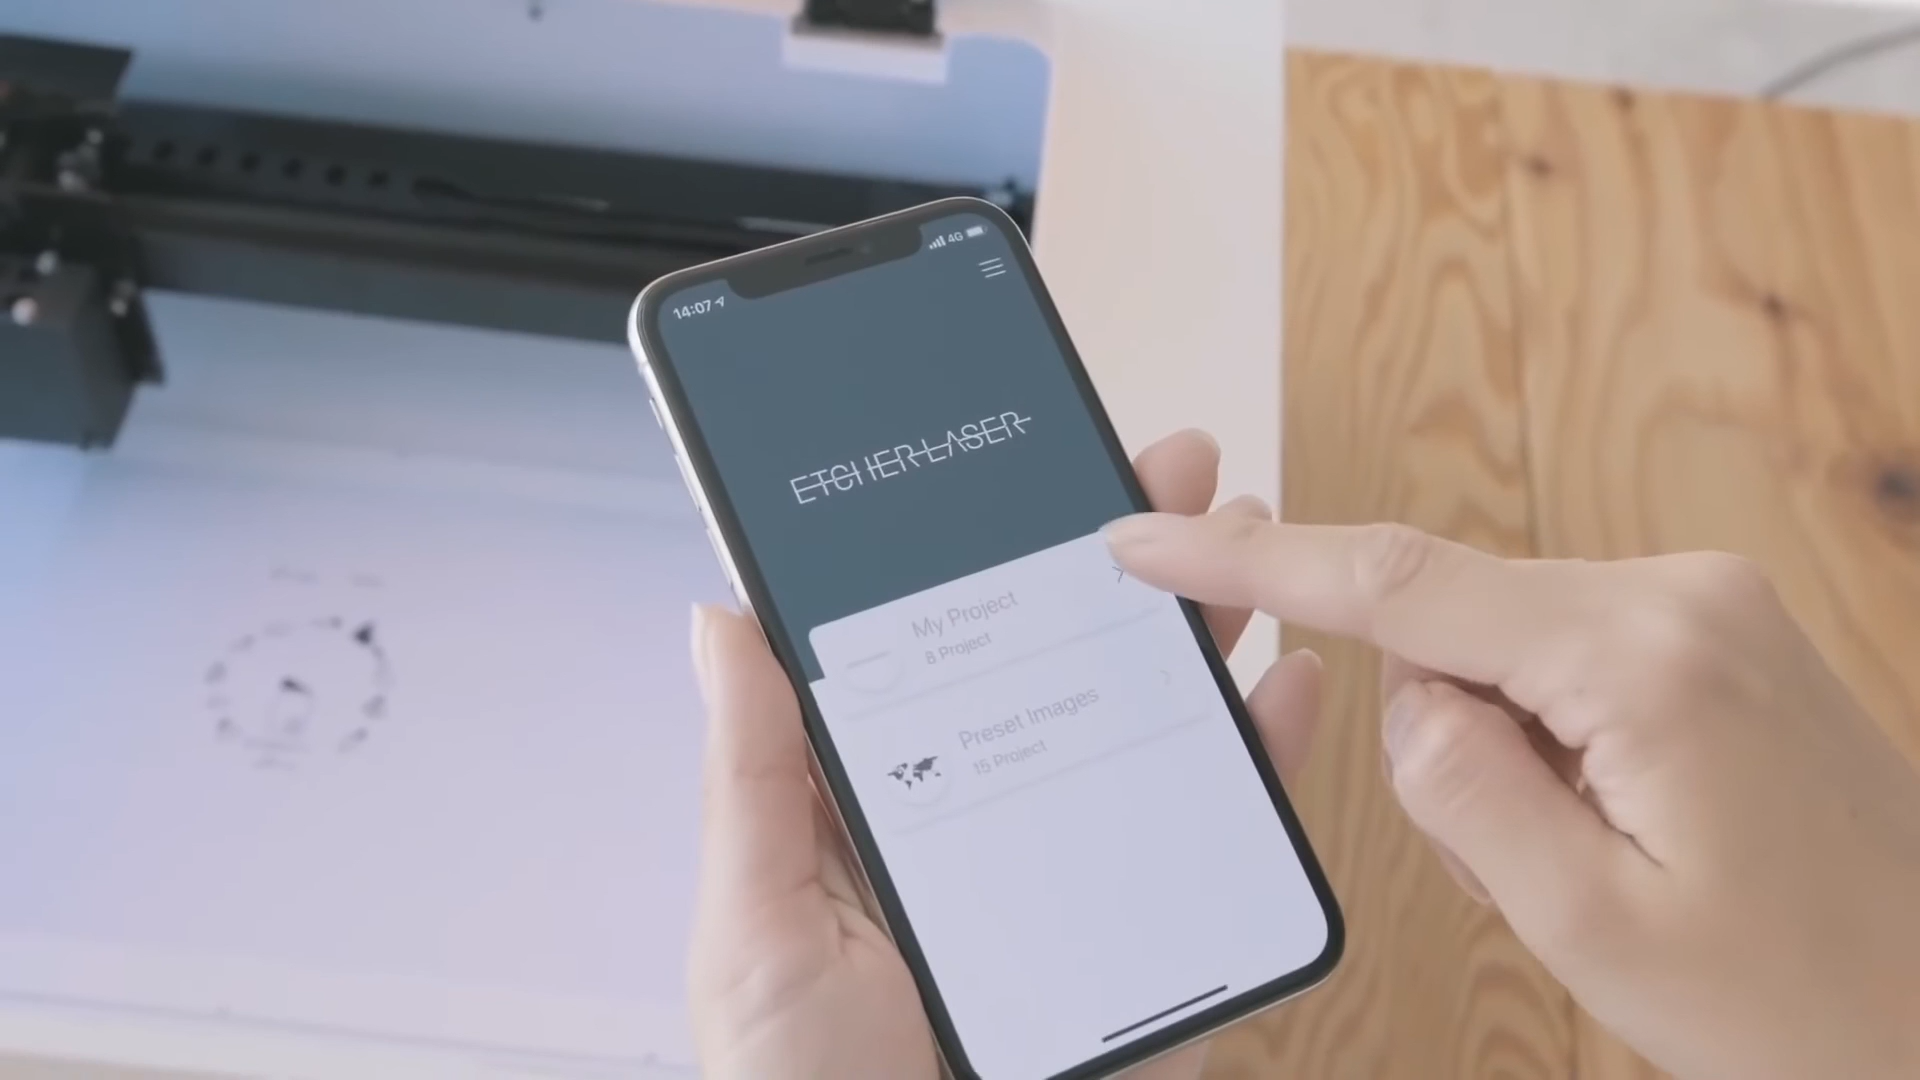 14:07
4G
ETCHER LASER
My Project
8 Project
Preset Images
15 Project